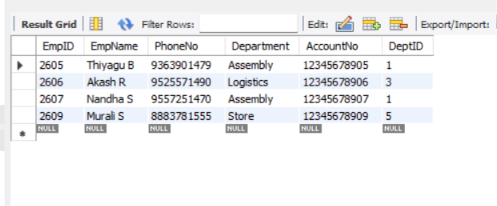 Result Grid Filter Rows: Edit: Export/Import:
EmpID EmpName PhoneNo Department AccountNo DeptID
2605 Thiyagu B 9363901479 Assembly 12345678905 1
2606 Akash R 9525571490 Logistics 12345678906 3
2607 Nandha S 9557251470 Assembly 12345678907 1
2609 Murali S 8883781555 Store 12345678909 5
NULL NULL NULL NULL NULL NULL